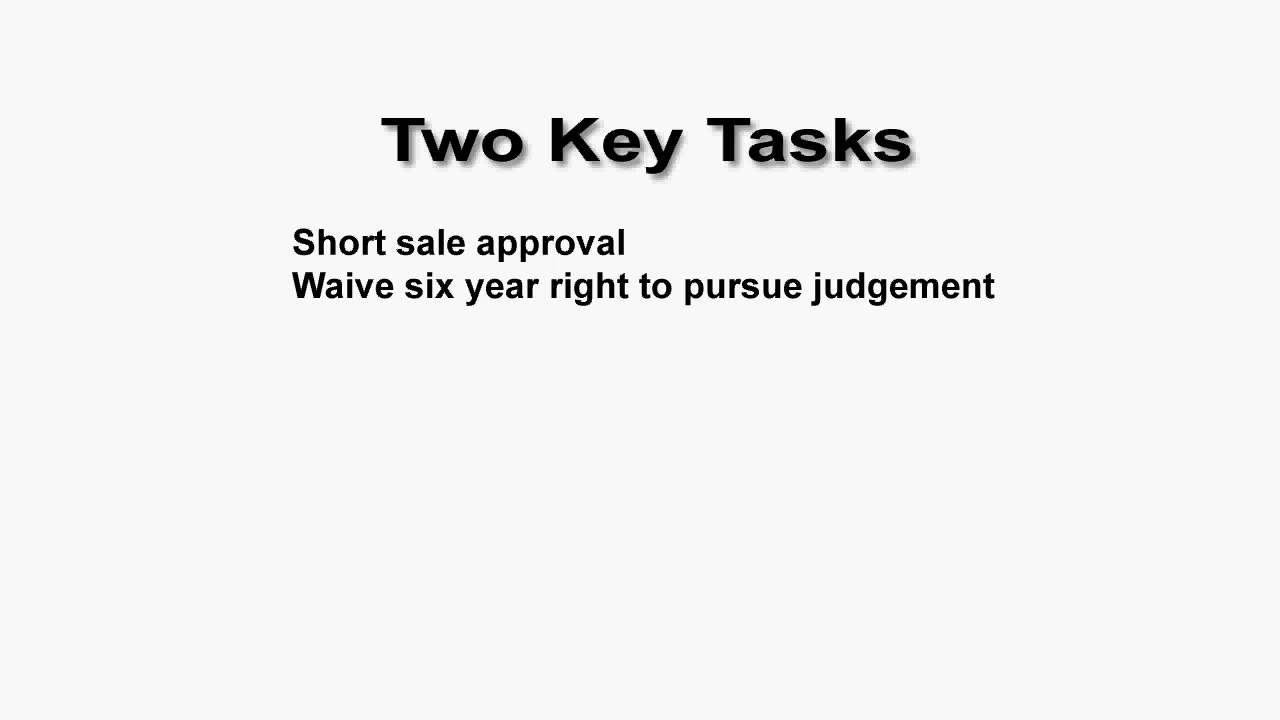 Two Key Tasks
Short sale approval
Waive six year right to pursue judgement